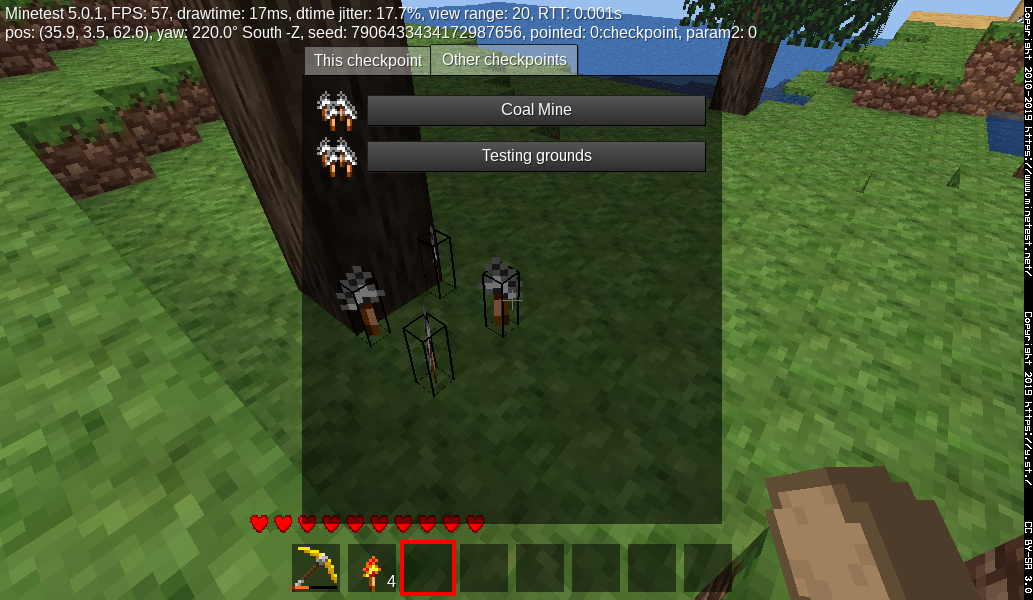 Minetest 5.0.1, FPS: 57, drawtime: 17ms, dtime jitter: 17.7%, view range: 20, RTT: 0.001s
pos: (35.9, 3.5, 62.6), yaw: 220.0° South -Z, seed: 7906433434172987656, pointed: 0:checkpoint, param2: 0
This checkpoint Other checkpoints
Coal Mine
Testing grounds
4
Copyright 2010-2019 https://www.minetest.net/ Copyright 2019 https://y.st./ CC BY-SA 3.0